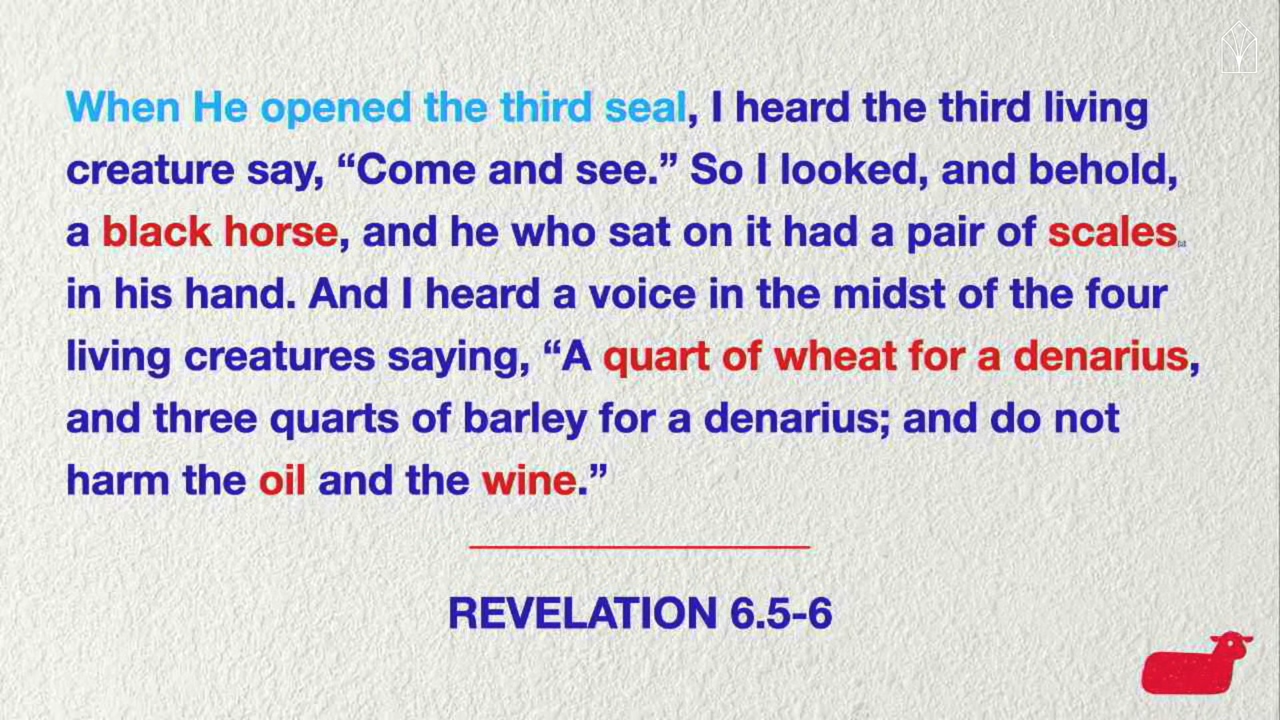 When He opened the third seal, I heard the third living
creature say, “Come and see.” So I looked, and behold,
a black horse, and he who sat on it had a pair of scales
in his hand. And I heard a voice in the midst of the four
living creatures saying, “A quart of wheat for a denarius,
and three quarts of barley for a denarius; and do not
harm the oil and the wine.”
REVELATION 6.5-6